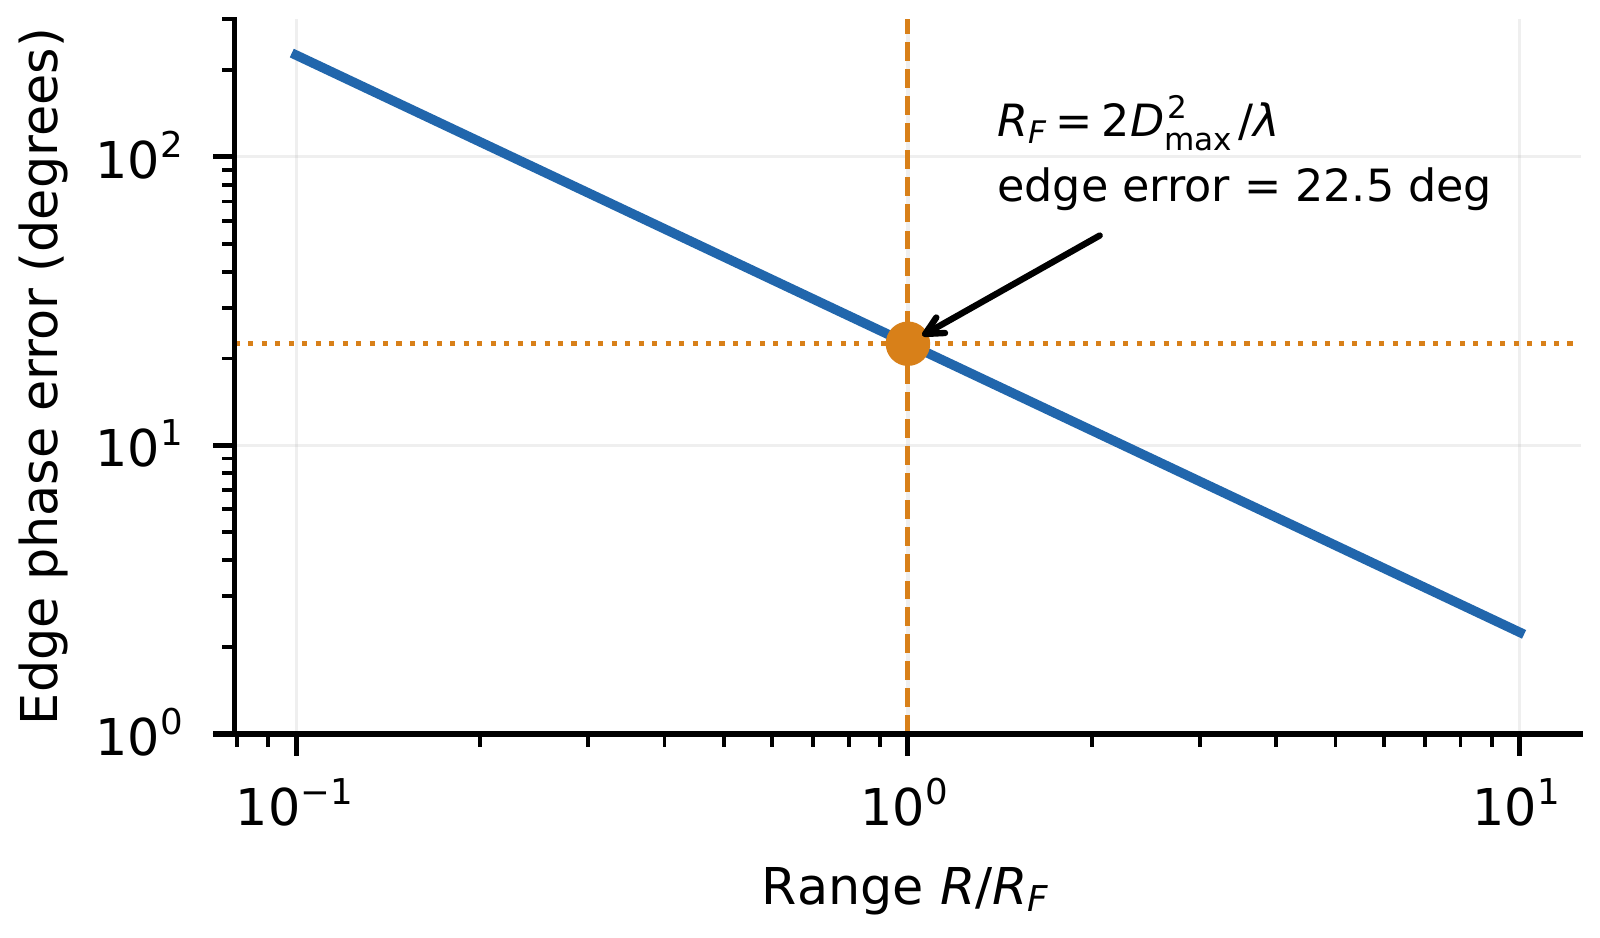 Edge phase error (degrees)
10²
10¹
10⁰
R_F = 2D²_max/λ
edge error = 22.5 deg
10⁻¹
10⁰
10¹
Range R/R_F